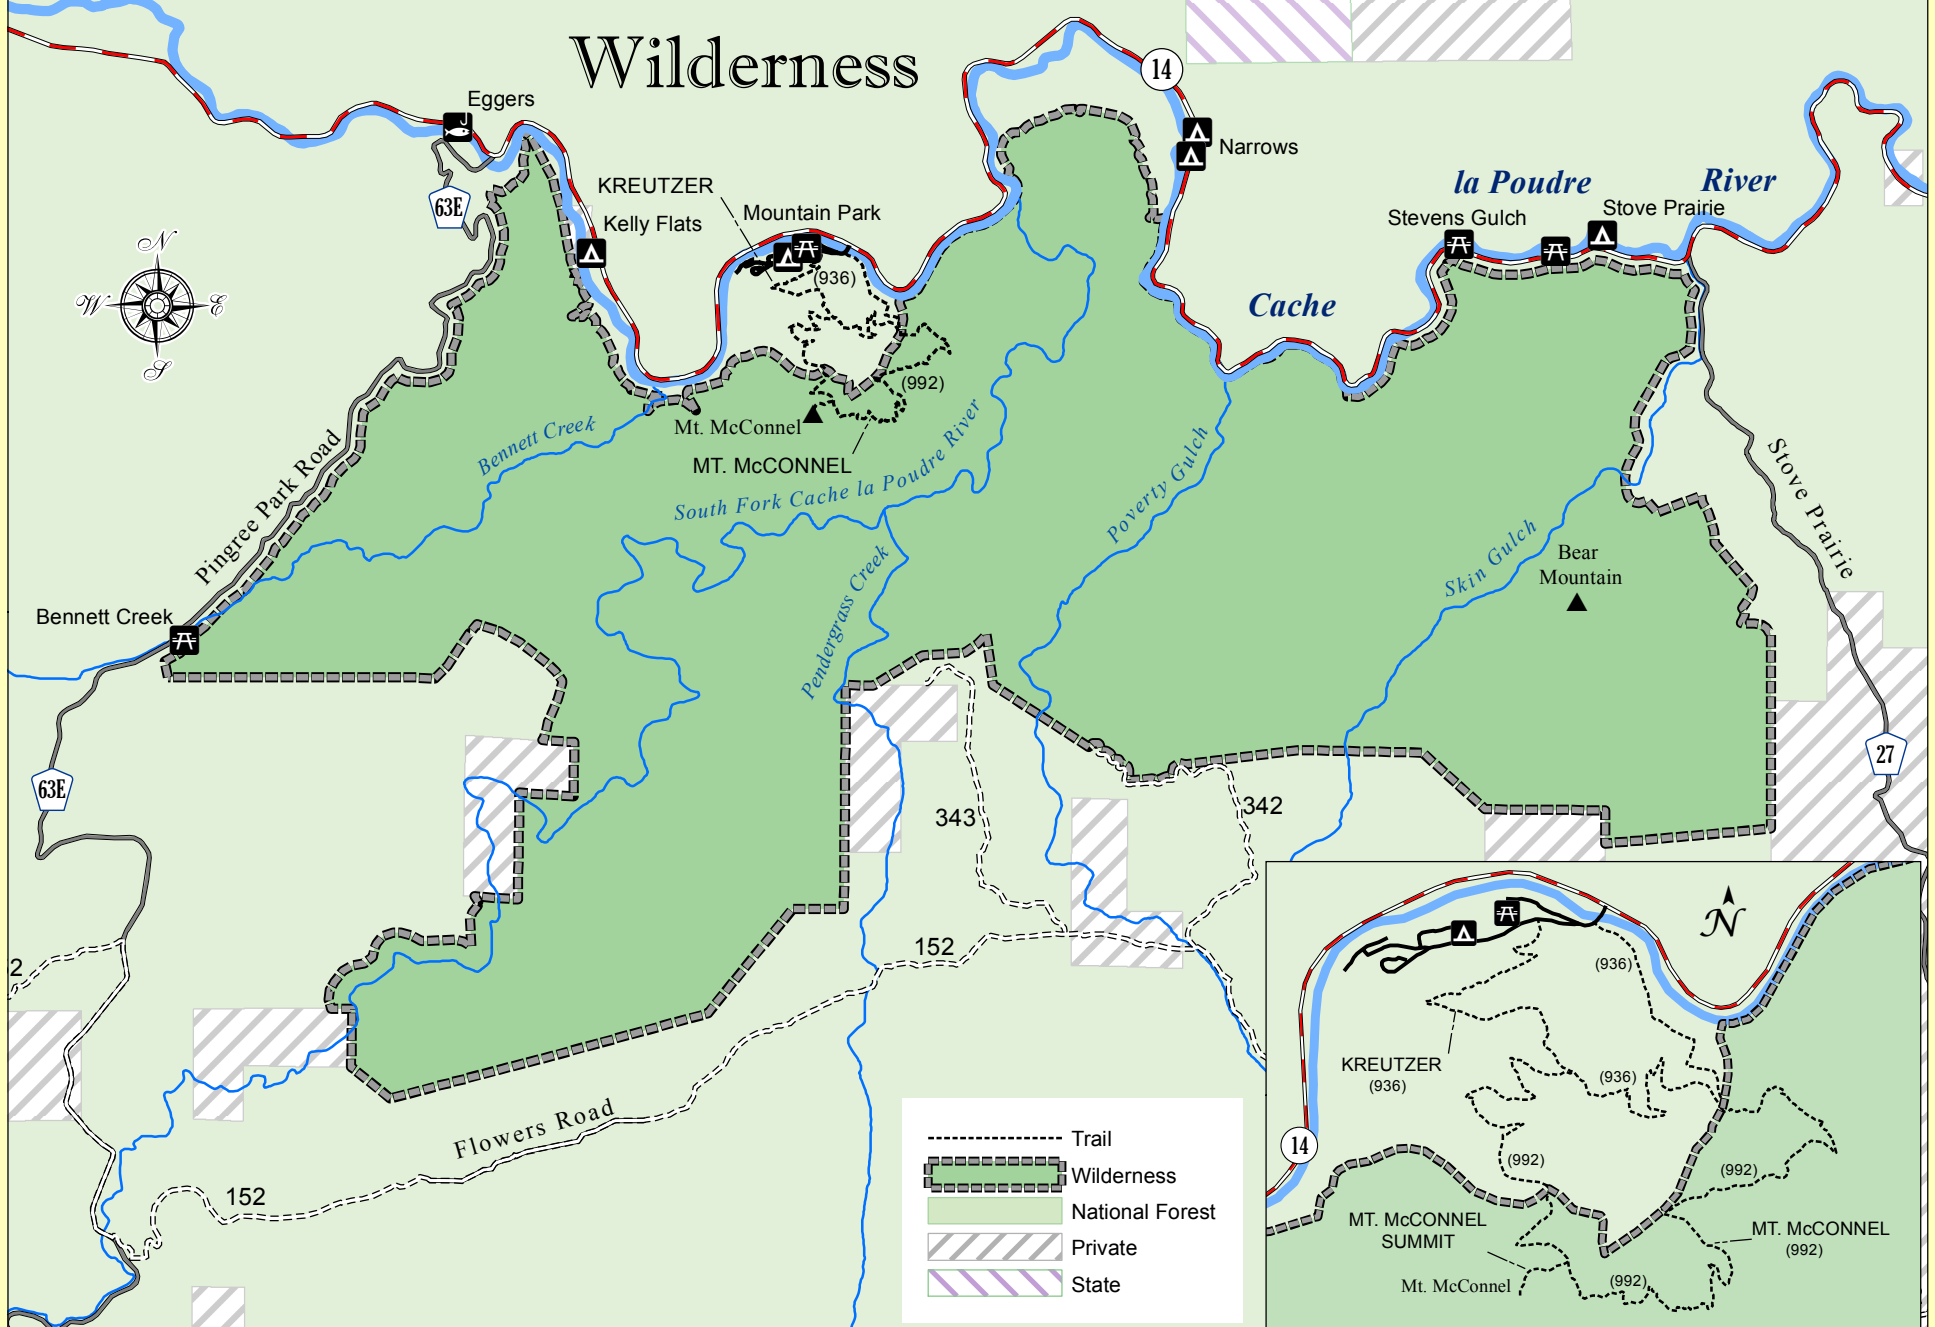 Wilderness
14
Eggers
Narrows
la Poudre
River
KREUTZER
63E
Mountain Park
Stevens Gulch
Stove Prairie
Kelly Flats
N
W
E
S
(936)
Cache
(992)
Mt. McConnel
Bennett Creek
MT. McCONNEL
South Fork Cache la Poudre River
Poverty Gulch
Stove Prairie
Pingree Park Road
Skin Gulch
Bear
Mountain
Pendergrass Creek
Bennett Creek
27
63E
343
342
152
2
Flowers Road
152
Trail
Wilderness
National Forest
Private
State
N
(936)
KREUTZER
(936)
(936)
14
(992)
(992)
MT. McCONNEL
SUMMIT
MT. McCONNEL
(992)
Mt. McConnel
(992)